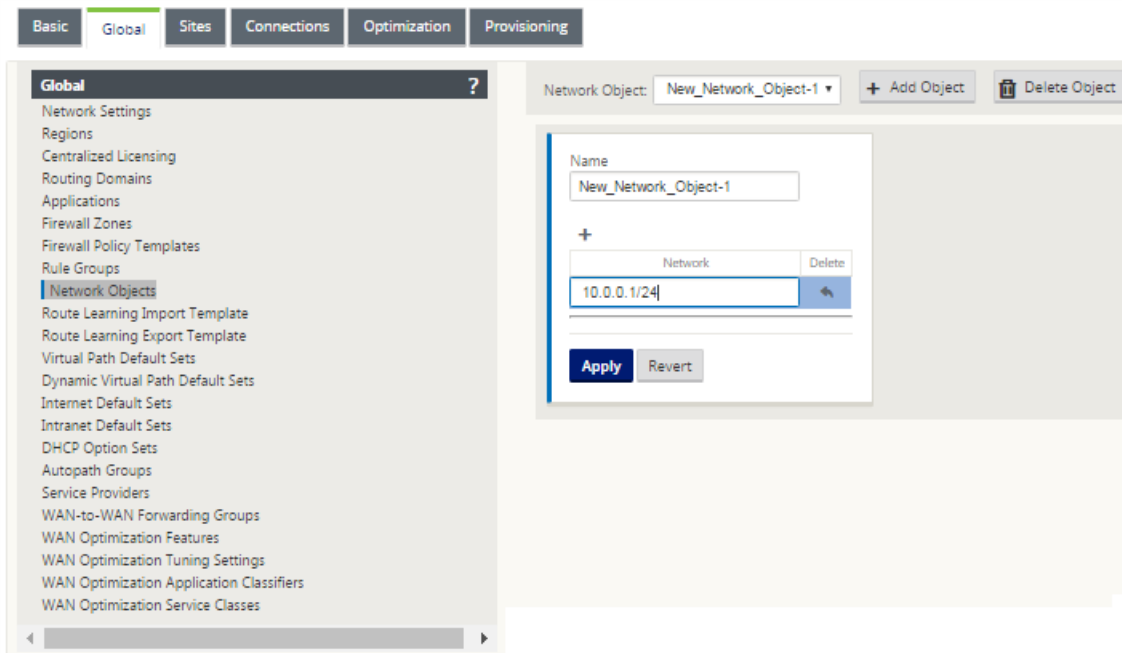 Basic Global Sites Connections Optimization Provisioning
Global ?
Network Settings
Regions
Centralized Licensing
Routing Domains
Applications
Firewall Zones
Firewall Policy Templates
Rule Groups
Network Objects
Route Learning Import Template
Route Learning Export Template
Virtual Path Default Sets
Dynamic Virtual Path Default Sets
Internet Default Sets
Intranet Default Sets
DHCP Option Sets
Autopath Groups
Service Providers
WAN-to-WAN Forwarding Groups
WAN Optimization Features
WAN Optimization Tuning Settings
WAN Optimization Application Classifiers
WAN Optimization Service Classes
Network Object: New_Network_Object-1 + Add Object Delete Object
Name
New_Network_Object-1
+
Network Delete
10.0.0.1/24
Apply Revert